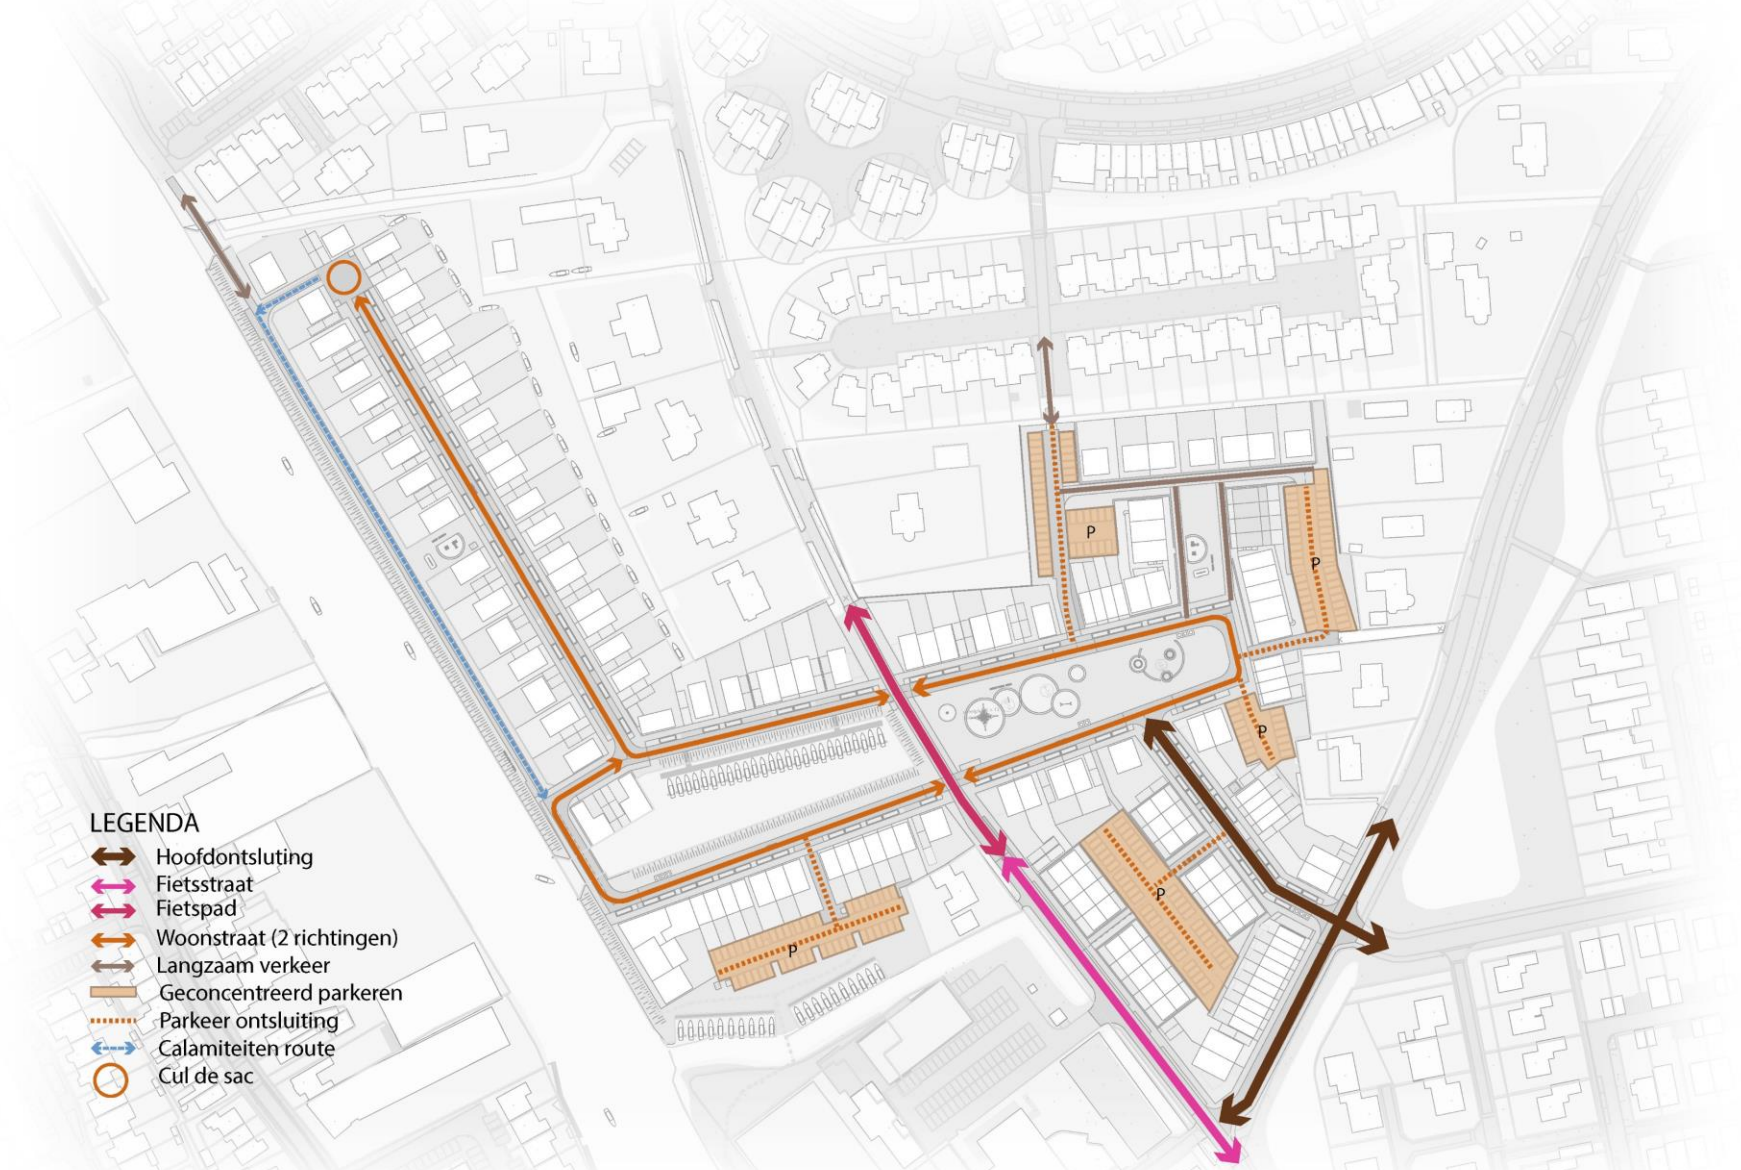 P
P
P
P
P
LEGENDA
Hoofdontsluting
Fietsstraat
Fietspad
Woonstraat (2 richtingen)
Langzaam verkeer
Geconcentreerd parkeren
Parkeer ontsluiting
Calamiteiten route
Cul de sac